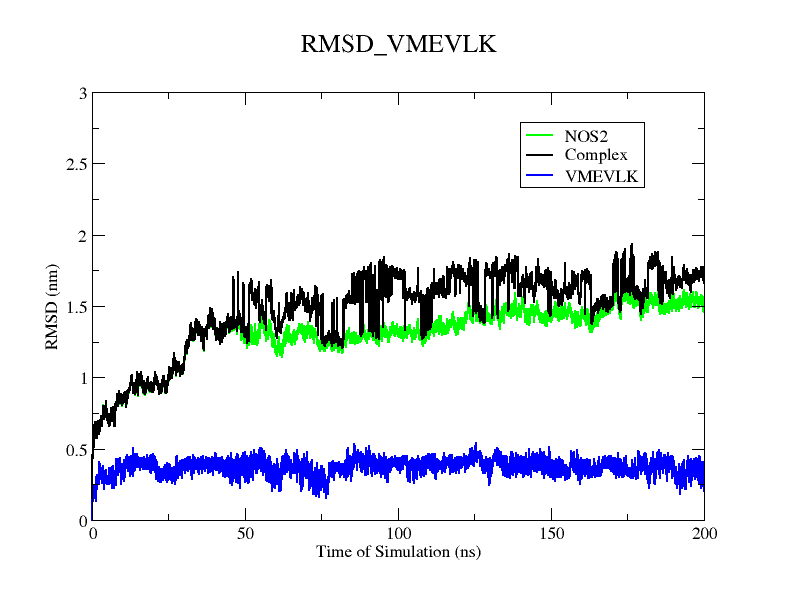 RMSD_VMEVLK
3
2.5
2
1.5
1
0.5
0
RMSD (nm)
NOS2
Complex
VMEVLK
0 50 100 150 200
Time of Simulation (ns)